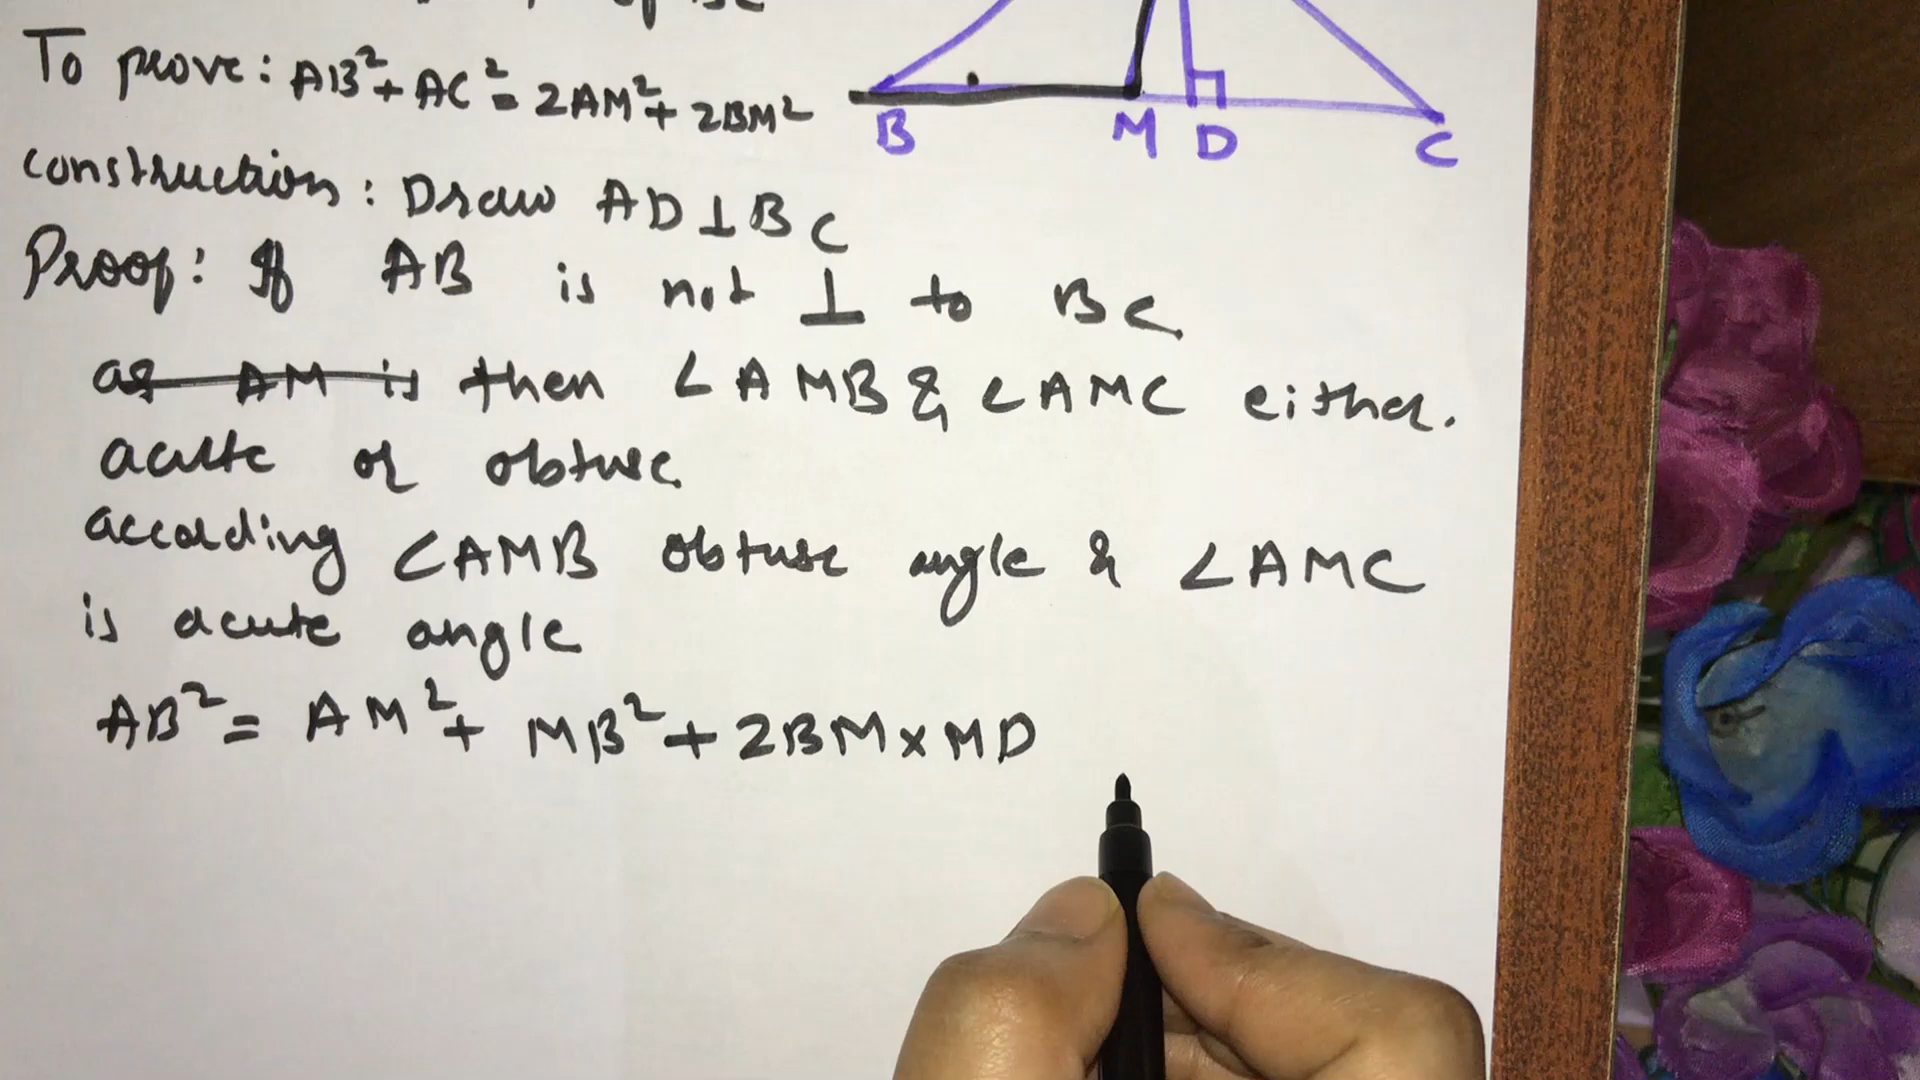 To prove: AB²+ AC² = 2AM²+ 2BM²
B M D C
construction: Draw AD⊥BC
Proof: If AB is not ⊥ to BC
as AM is then ∠AMB & ∠AMC either.
acute or obtuse
according ∠AMB obtuse angle & ∠AMC
is acute angle
AB² = AM²+ MB²+ 2BM×MD